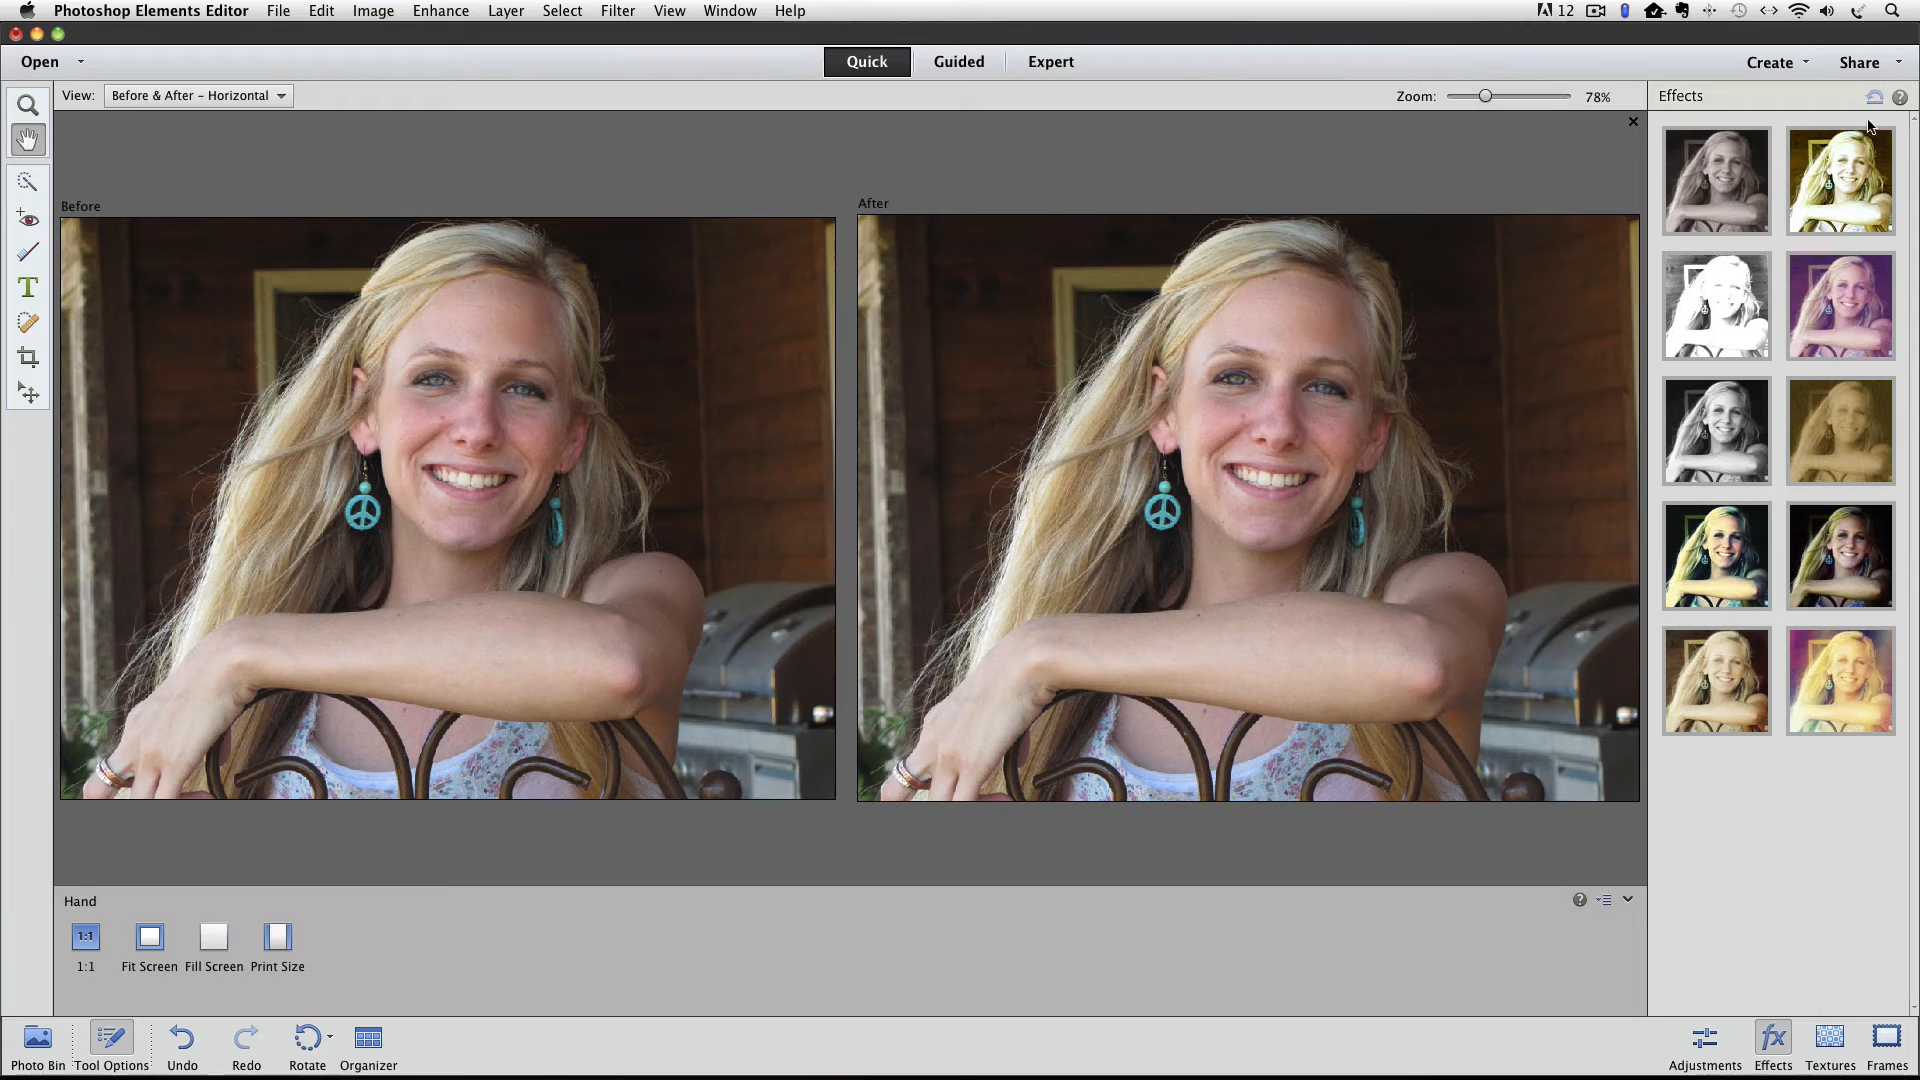 Photoshop Elements Editor File Edit Image Enhance Layer Select Filter View Window Help 12
Open Quick Guided Expert Create Share
View: Before & After – Horizontal Zoom: 78% Effects
Before After
Hand
1:1
1:1 Fit Screen Fill Screen Print Size
Photo Bin Tool Options Undo Redo Rotate Organizer Adjustments Effects Textures Frames